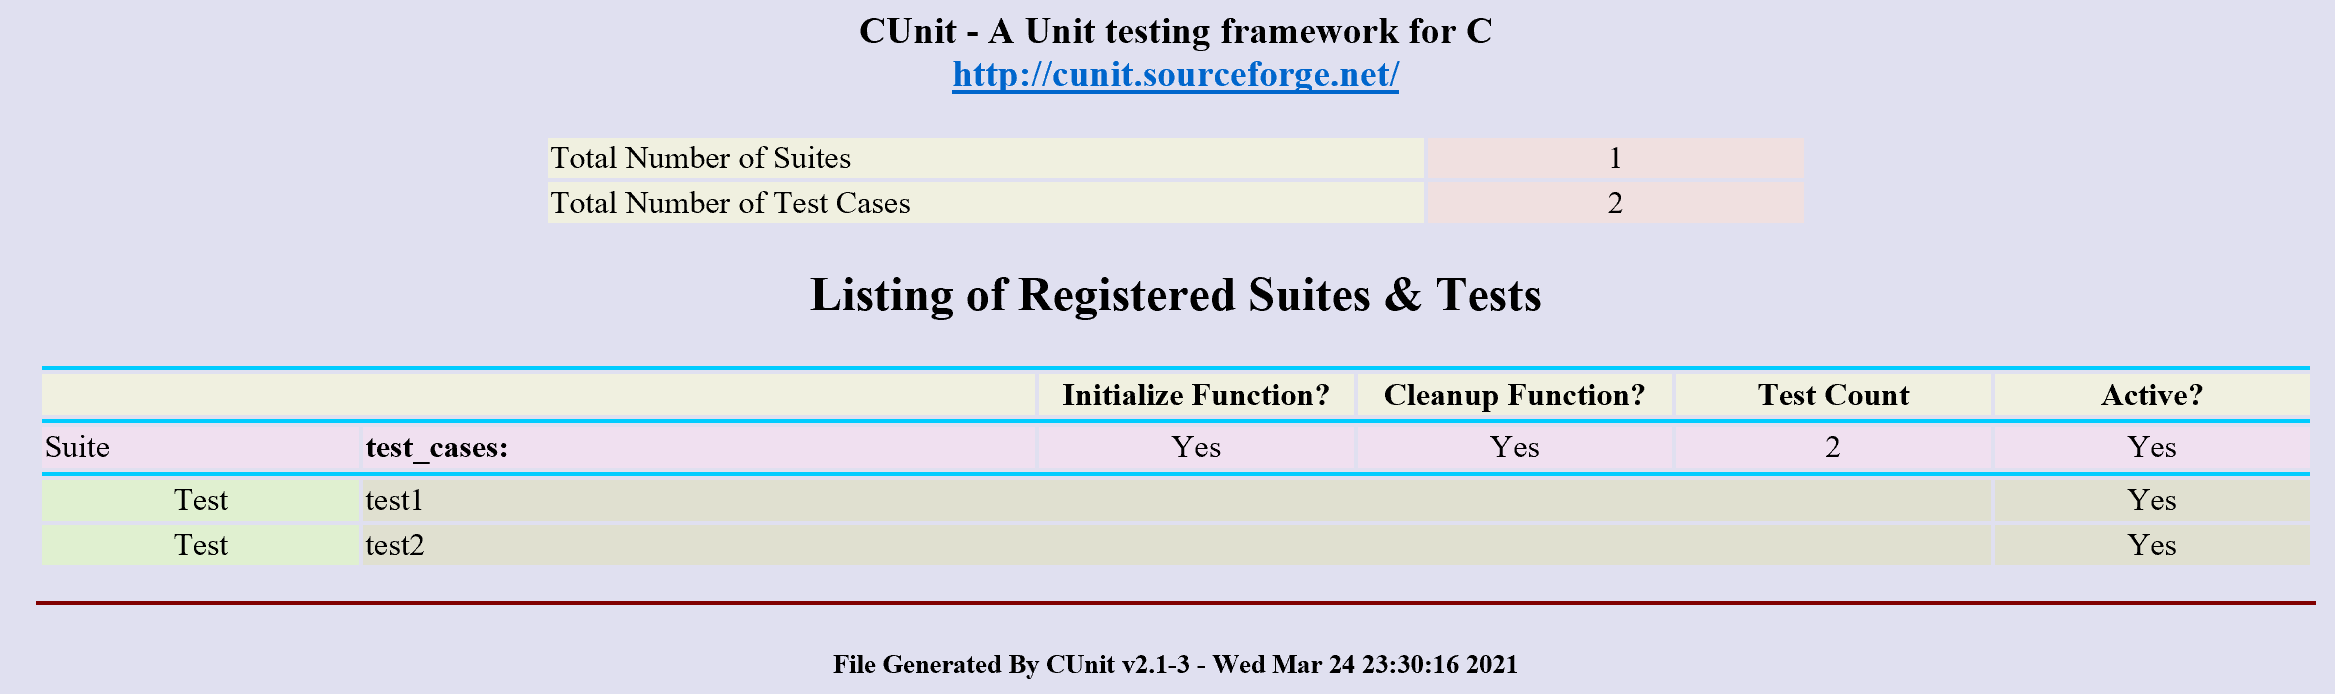 CUnit - A Unit testing framework for C
http://cunit.sourceforge.net/
Total Number of Suites 1
Total Number of Test Cases 2
Listing of Registered Suites & Tests
Initialize Function? Cleanup Function? Test Count Active?
Suite test_cases: Yes Yes 2 Yes
Test test1 Yes
Test test2 Yes
File Generated By CUnit v2.1-3 - Wed Mar 24 23:30:16 2021